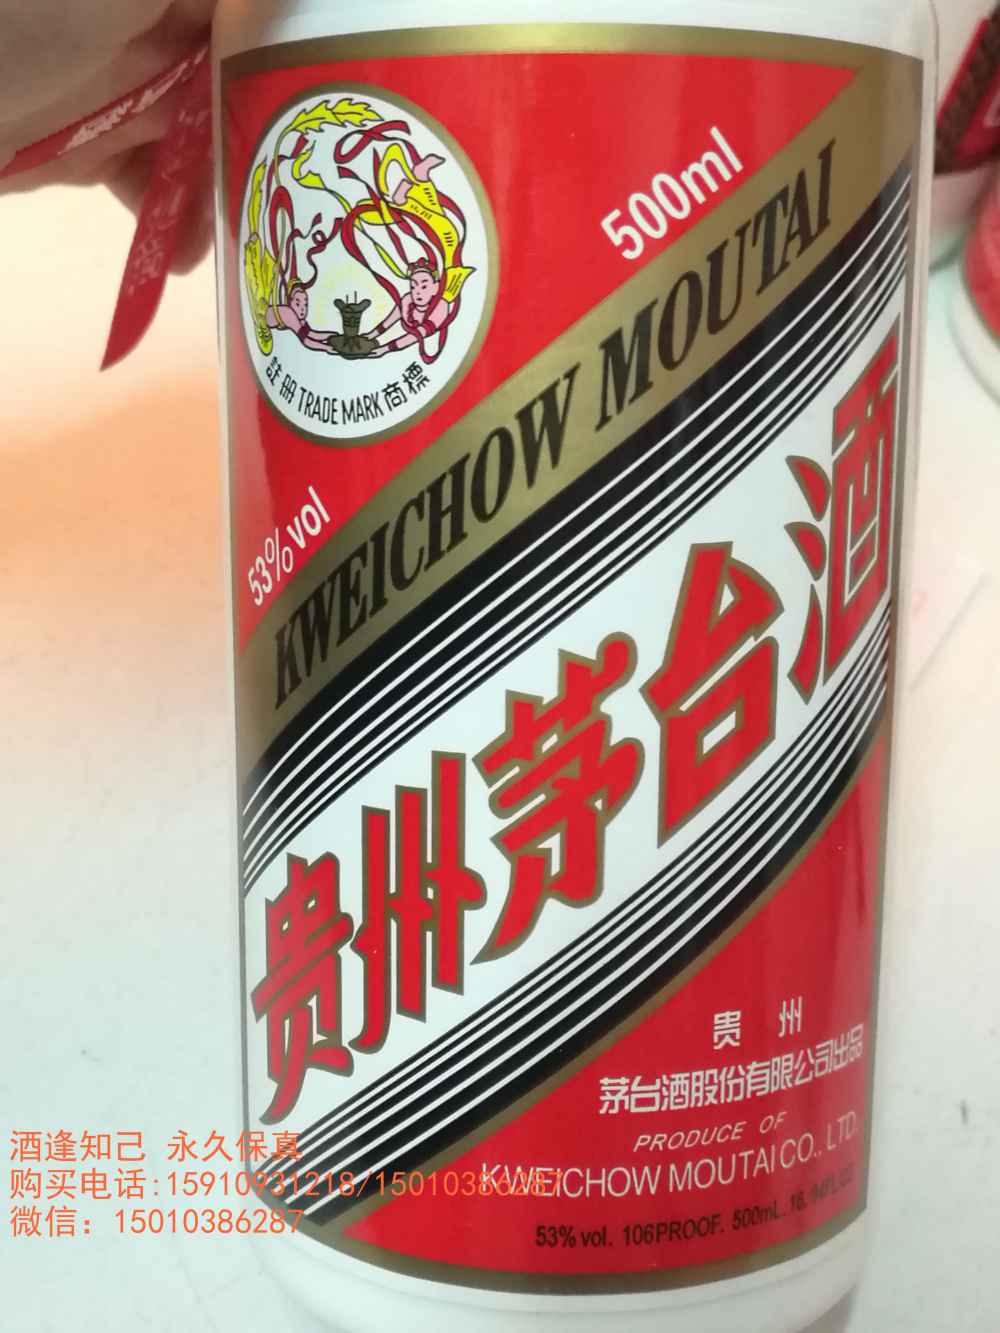 註册 TRADE MARK 商標
500ml
53%vol
KWEICHOW MOUTAI
贵州茅台酒
贵 州
茅台酒股份有限公司出品
PRODUCE OF
KWEICHOW MOUTAI CO., LTD.
53% vol. 106PROOF. 500mL. 16.
酒逢知己 永久保真
购买电话:15910931218/15010386287
微信：15010386287